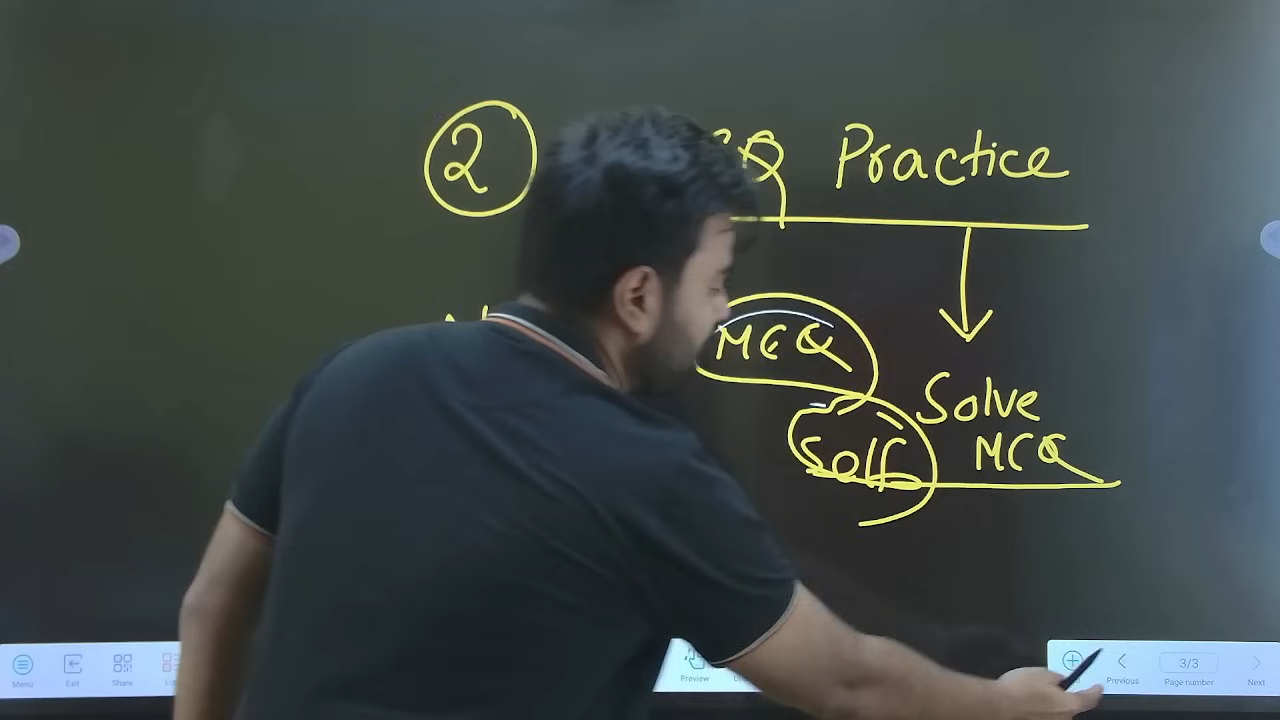 2 Practice
MCQ
Solve
Self MCQ
Menu Exit Share Preview Previous 3/3 Page number Next